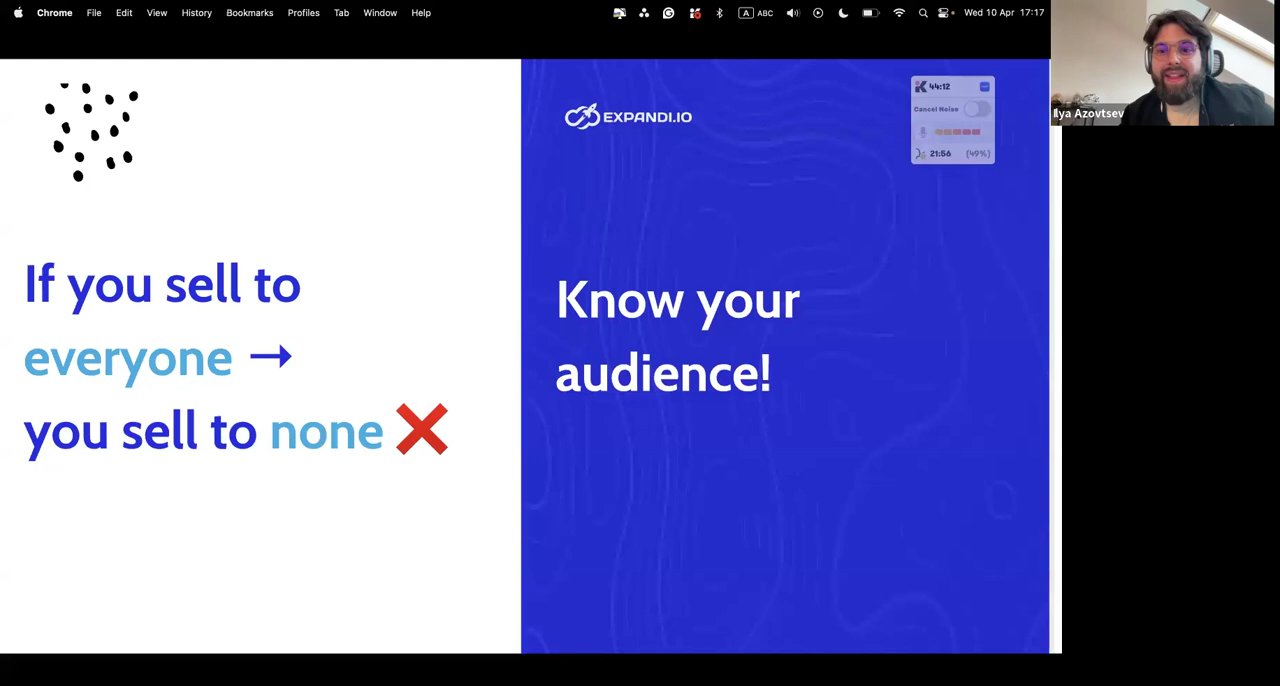 Chrome File Edit View History Bookmarks Profiles Tab Window Help
A ABC
Wed 10 Apr 17:17
Ilya Azovtsev
EXPANDI.IO
44:12
Cancel Noise
21:56 (49%)
If you sell to
everyone →
you sell to none ❌
Know your
audience!